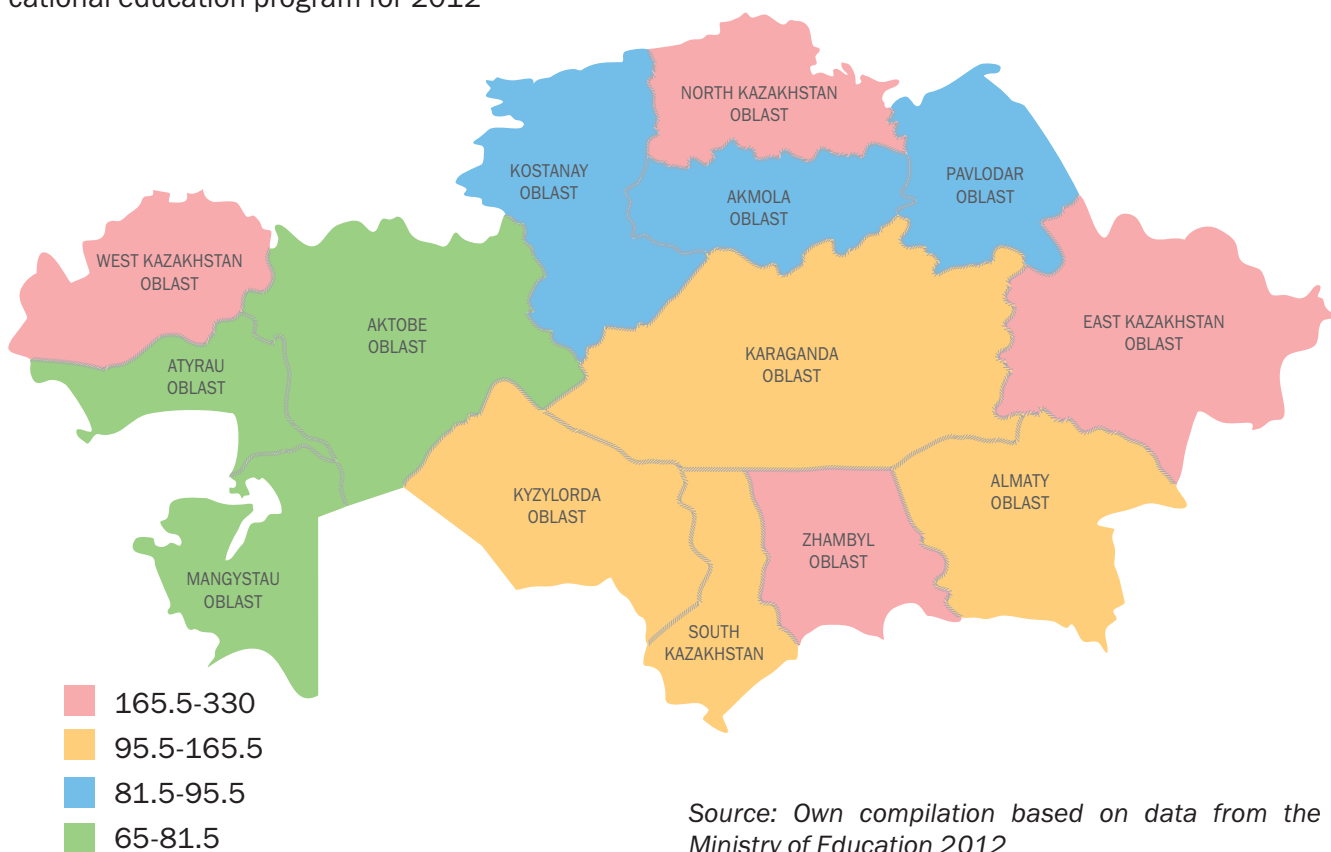 cational education program for 2012
NORTH KAZAKHSTAN
OBLAST
KOSTANAY
OBLAST
AKMOLA
OBLAST
PAVLODAR
OBLAST
WEST KAZAKHSTAN
OBLAST
AKTOBE
OBLAST
EAST KAZAKHSTAN
OBLAST
ATYRAU
OBLAST
KARAGANDA
OBLAST
KYZYLORDA
OBLAST
ALMATY
OBLAST
ZHAMBYL
OBLAST
MANGYSTAU
OBLAST
SOUTH
KAZAKHSTAN
165.5-330
95.5-165.5
81.5-95.5
65-81.5
Source: Own compilation based on data from the
Ministry of Education 2012